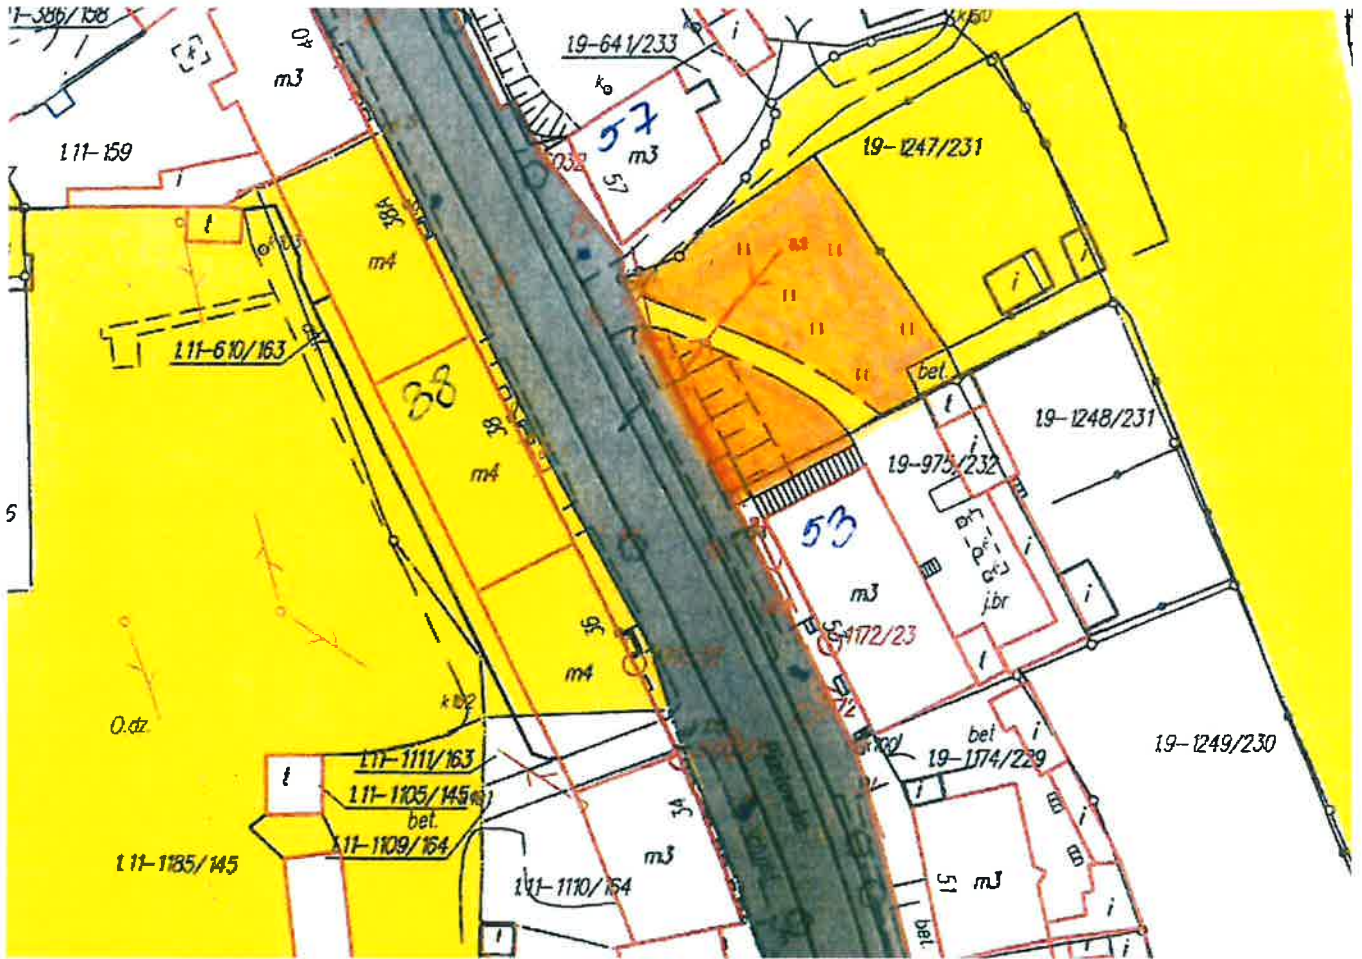 1-386/158
19-641/233
i
k
m3
57
1.11-159
m3
57
19-1247/231
i
t
38A
m4
bet.
i
i
1.11-610/163
38
38
m4
t
19-1248/231
i
19-975/232
53
m3
i
i
j.br
36
m4
1172/23
t
k102
O.dz.
bet
19-1174/229
i
19-1249/230
1.11-1111/163
t
1.11-1105/145
bet.
1.11-1109/164
34
i
i
m3
1.11-1185/145
1.11-1110/164
51
m3
i
bet.
i
i